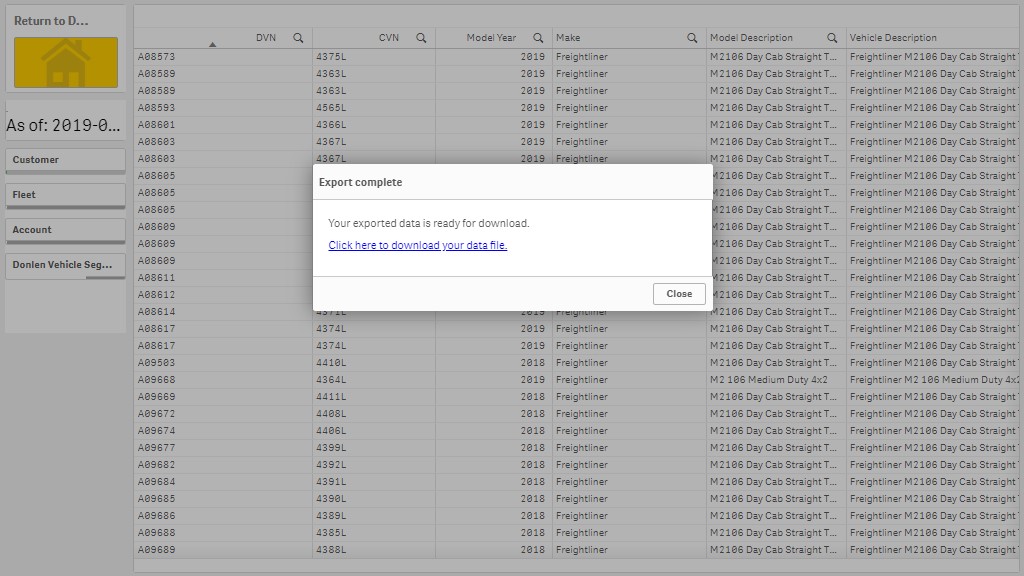 Return to D...
As of: 2019-0...
Customer
Fleet
Account
Donlen Vehicle Seg...
DVN CVN Model Year Make Model Description Vehicle Description
A08573 4375L 2019 Freightliner M2106 Day Cab Straight T... Freightliner M2106 Day Cab Straight
A08589 4363L 2019 Freightliner M2106 Day Cab Straight T... Freightliner M2106 Day Cab Straight
A08589 4363L 2019 Freightliner M2106 Day Cab Straight T... Freightliner M2106 Day Cab Straight
A08593 4565L 2019 Freightliner M2106 Day Cab Straight T... Freightliner M2106 Day Cab Straight
A08601 4366L 2019 Freightliner M2106 Day Cab Straight T... Freightliner M2106 Day Cab Straight
A08603 4367L 2019 Freightliner M2106 Day Cab Straight T... Freightliner M2106 Day Cab Straight
A08603 4367L 2019 Freightliner M2106 Day Cab Straight T... Freightliner M2106 Day Cab Straight
A08605 M2106 Day Cab Straight T... Freightliner M2106 Day Cab Straight
A08605 M2106 Day Cab Straight T... Freightliner M2106 Day Cab Straight
A08605 M2106 Day Cab Straight T... Freightliner M2106 Day Cab Straight
A08609 M2106 Day Cab Straight T... Freightliner M2106 Day Cab Straight
A08609 M2106 Day Cab Straight T... Freightliner M2106 Day Cab Straight
A08609 M2106 Day Cab Straight T... Freightliner M2106 Day Cab Straight
A08611 M2106 Day Cab Straight T... Freightliner M2106 Day Cab Straight
A08612 M2106 Day Cab Straight T... Freightliner M2106 Day Cab Straight
A08614 4371L 2019 Freightliner M2106 Day Cab Straight T... Freightliner M2106 Day Cab Straight
A08617 4374L 2019 Freightliner M2106 Day Cab Straight T... Freightliner M2106 Day Cab Straight
A08617 4374L 2019 Freightliner M2106 Day Cab Straight T... Freightliner M2106 Day Cab Straight
A09503 4410L 2018 Freightliner M2106 Day Cab Straight T... Freightliner M2106 Day Cab Straight
A09668 4364L 2019 Freightliner M2 106 Medium Duty 4x2 Freightliner M2 106 Medium Duty 4x2
A09669 4411L 2018 Freightliner M2106 Day Cab Straight T... Freightliner M2106 Day Cab Straight
A09672 4408L 2018 Freightliner M2106 Day Cab Straight T... Freightliner M2106 Day Cab Straight
A09674 4406L 2018 Freightliner M2106 Day Cab Straight T... Freightliner M2106 Day Cab Straight
A09677 4399L 2018 Freightliner M2106 Day Cab Straight T... Freightliner M2106 Day Cab Straight
A09682 4392L 2018 Freightliner M2106 Day Cab Straight T... Freightliner M2106 Day Cab Straight
A09684 4391L 2018 Freightliner M2106 Day Cab Straight T... Freightliner M2106 Day Cab Straight
A09685 4390L 2018 Freightliner M2106 Day Cab Straight T... Freightliner M2106 Day Cab Straight
A09686 4389L 2018 Freightliner M2106 Day Cab Straight T... Freightliner M2106 Day Cab Straight
A09688 4385L 2018 Freightliner M2106 Day Cab Straight T... Freightliner M2106 Day Cab Straight
A09689 4388L 2018 Freightliner M2106 Day Cab Straight T... Freightliner M2106 Day Cab Straight
Export complete
Your exported data is ready for download.
Click here to download your data file.
Close